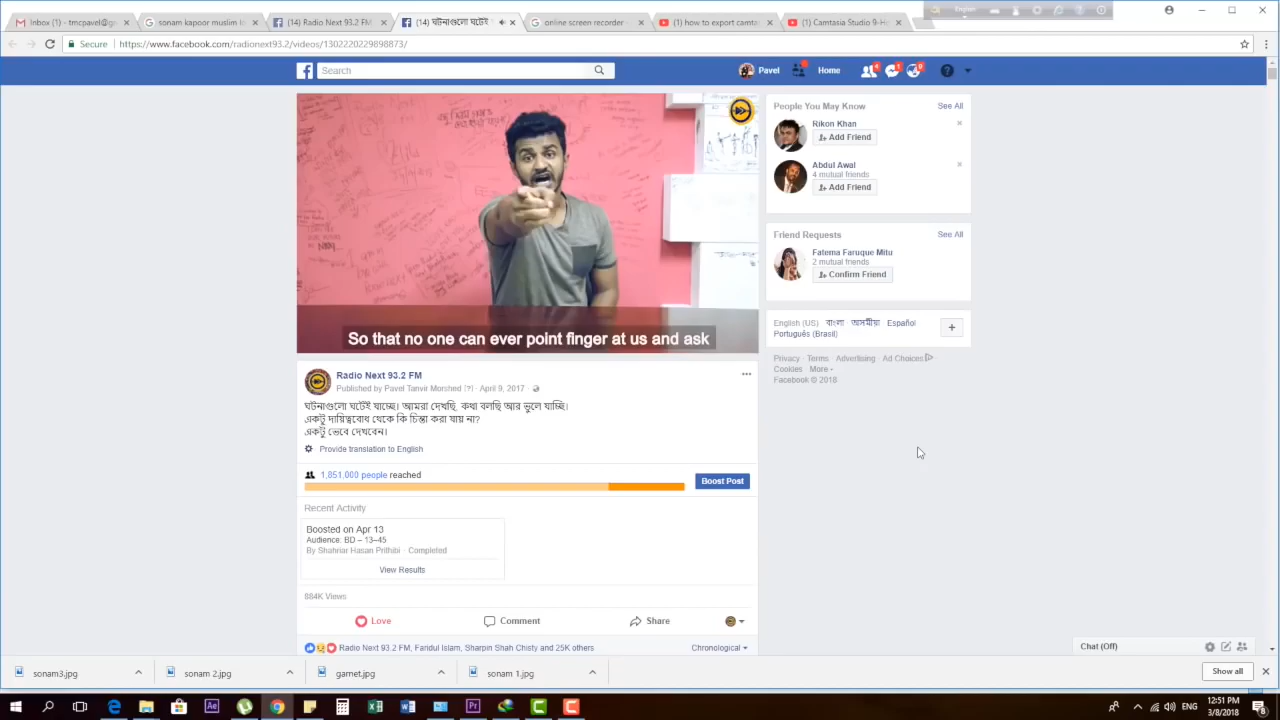 M Inbox (1) - tmcpavel@g
sonam kapoor muslim
(14) Radio Next 93.2 FM
(14) ঘটনাগুলো ঘটেই
online screen recorder
(1) how to export camta
Camtasia Studio 9-H
English
Secure
https://www.facebook.com/radionext93.2/videos/1302220229898873/
Search
Pavel
Home
4
1
So that no one can ever point finger at us and ask
Radio Next 93.2 FM
Published by Pavel Tanvir Morshed [?] · April 9, 2017 ·
ঘটনাগুলো ঘটেই যাচ্ছে। আমরা দেখছি, কথা বলছি আর ভুলে যাচ্ছি।
একটু দায়িত্ববোধ থেকে কি চিন্তা করা যায় না?
একটু ভেবে দেখবেন।
Provide translation to English
1,851,000 people reached
Boost Post
Recent Activity
Boosted on Apr 13
Audience: BD – 13–45
By Shahriar Hasan Prithibi · Completed
View Results
884K Views
Love
Comment
Share
Radio Next 93.2 FM, Faridul Islam, Sharpin Shah Chisty and 25K others
Chronological
People You May Know
See All
Rikon Khan
Add Friend
Abdul Awal
4 mutual friends
Add Friend
Friend Requests
See All
Fatema Faruque Mitu
2 mutual friends
Confirm Friend
English (US) · বাংলা · অসমীয়া · Español ·
Português (Brasil)
Privacy · Terms · Advertising · Ad Choices ·
Cookies · More
Facebook © 2018
Chat (Off)
sonam3.jpg
sonam 2.jpg
garnet.jpg
sonam 1.jpg
Show all
Ae
Pr
C
C
ENG
12:51 PM
3/8/2018
8